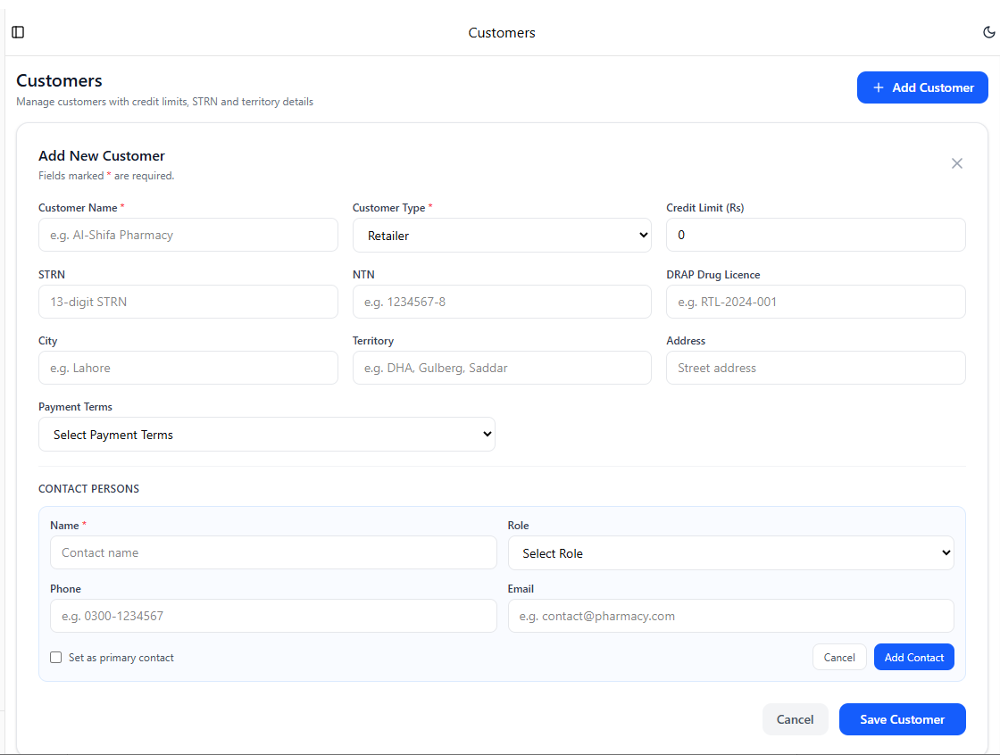 Customers
Customers
Manage customers with credit limits, STRN and territory details
+ Add Customer
Add New Customer
Fields marked * are required.
Customer Name *
Customer Type *
Credit Limit (Rs)
e.g. Al-Shifa Pharmacy
Retailer
0
STRN
NTN
DRAP Drug Licence
13-digit STRN
e.g. 1234567-8
e.g. RTL-2024-001
City
Territory
Address
e.g. Lahore
e.g. DHA, Gulberg, Saddar
Street address
Payment Terms
Select Payment Terms
CONTACT PERSONS
Name *
Role
Contact name
Select Role
Phone
Email
e.g. 0300-1234567
e.g. contact@pharmacy.com
Set as primary contact
Cancel
Add Contact
Cancel
Save Customer